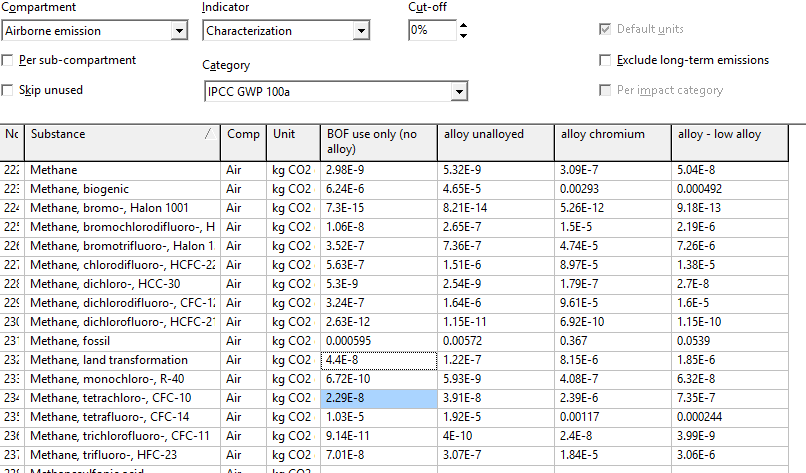 Compartment Indicator Cut-off
Airborne emission Characterization 0% Default units
Per sub-compartment Category Exclude long-term emissions
Skip unused IPCC GWP 100a Per impact category
Nc Substance Comp Unit BOF use only (no alloy) alloy unalloyed alloy chromium alloy - low alloy
222 Methane Air kg CO2 2.98E-9 5.32E-9 3.09E-7 5.04E-8
223 Methane, biogenic Air kg CO2 6.24E-6 4.65E-5 0.00293 0.000492
224 Methane, bromo-, Halon 1001 Air kg CO2 7.3E-15 8.21E-14 5.26E-12 9.18E-13
225 Methane, bromochlorodifluoro-, H Air kg CO2 1.06E-8 2.65E-7 1.5E-5 2.19E-6
226 Methane, bromotrifluoro-, Halon 1 Air kg CO2 3.52E-7 7.36E-7 4.74E-5 7.26E-6
227 Methane, chlorodifluoro-, HCFC-22 Air kg CO2 5.63E-7 1.51E-6 8.97E-5 1.38E-5
228 Methane, dichloro-, HCC-30 Air kg CO2 5.3E-9 2.54E-9 1.79E-7 2.7E-8
229 Methane, dichlorodifluoro-, CFC-12 Air kg CO2 3.24E-7 1.64E-6 9.61E-5 1.6E-5
230 Methane, dichlorofluoro-, HCFC-21 Air kg CO2 2.63E-12 1.15E-11 6.92E-10 1.15E-10
231 Methane, fossil Air kg CO2 0.000595 0.00572 0.367 0.0539
232 Methane, land transformation Air kg CO2 4.4E-8 1.22E-7 8.15E-6 1.85E-6
233 Methane, monochloro-, R-40 Air kg CO2 6.72E-10 5.93E-9 4.08E-7 6.32E-8
234 Methane, tetrachloro-, CFC-10 Air kg CO2 2.29E-8 3.91E-8 2.39E-6 7.35E-7
235 Methane, tetrafluoro-, CFC-14 Air kg CO2 1.03E-5 1.92E-5 0.00117 0.000244
236 Methane, trichlorofluoro-, CFC-11 Air kg CO2 9.14E-11 4E-10 2.4E-8 3.99E-9
237 Methane, trifluoro-, HFC-23 Air kg CO2 7.01E-8 3.07E-7 1.84E-5 3.06E-6